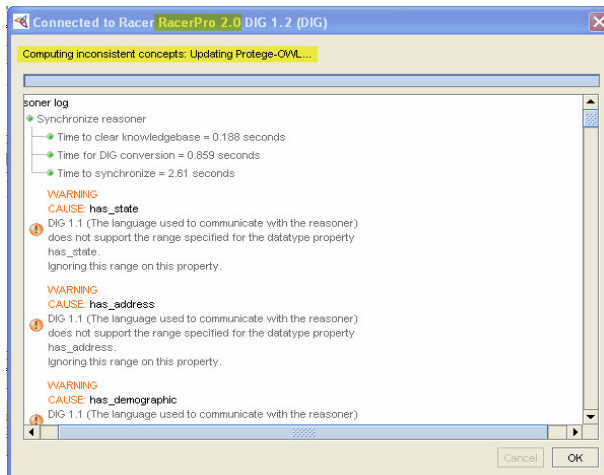 Connected to Racer RacerPro 2.0 DIG 1.2 (DIG)
Computing inconsistent concepts: Updating Protege-OWL...
soner log
Synchronize reasoner
Time to clear knowledgebase = 0.188 seconds
Time for DIG conversion = 0.859 seconds
Time to synchronize = 2.61 seconds
WARNING
CAUSE: has_state
DIG 1.1 (The language used to communicate with the reasoner)
does not support the range specified for the datatype property
has_state.
Ignoring this range on this property.
WARNING
CAUSE: has_address
DIG 1.1 (The language used to communicate with the reasoner)
does not support the range specified for the datatype property
has_address.
Ignoring this range on this property.
WARNING
CAUSE: has_demographic
DIG 1.1 (The language used to communicate with the reasoner)
Cancel OK